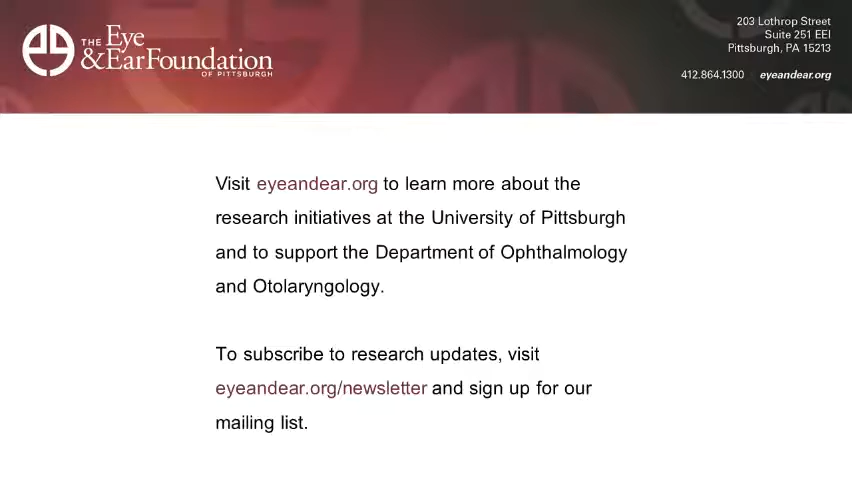 THE Eye
& Ear Foundation
OF PITTSBURGH
203 Lothrop Street
Suite 251 EEI
Pittsburgh, PA 15213
412.864.1300 eyeandear.org
Visit eyeandear.org to learn more about the
research initiatives at the University of Pittsburgh
and to support the Department of Ophthalmology
and Otolaryngology.
To subscribe to research updates, visit
eyeandear.org/newsletter and sign up for our
mailing list.